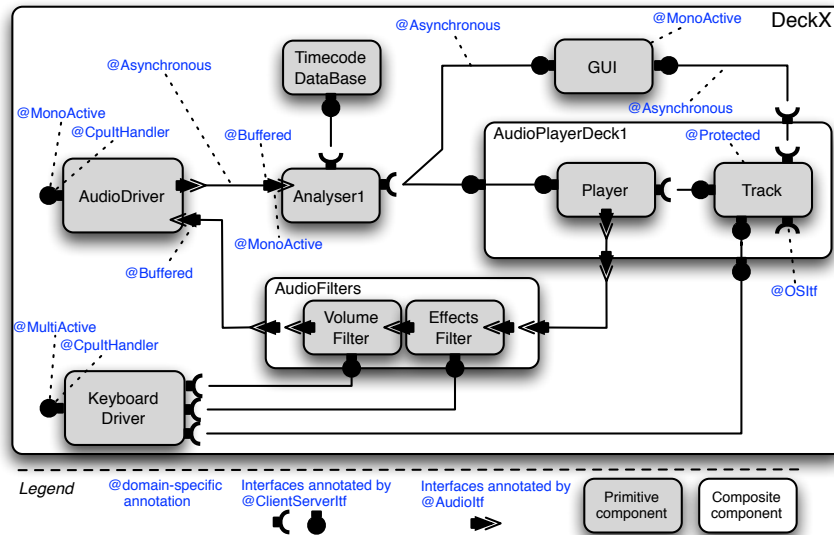 DeckX
@MonoActive
@Asynchronous
Timecode
DataBase
GUI
@Asynchronous
@MonoActive
@CpuItHandler
@Asynchronous
@Buffered
AudioPlayerDeck1
@Protected
AudioDriver
Analyser1
Player
Track
@MonoActive
@Buffered
@OSItf
AudioFilters
Volume
Filter
Effects
Filter
@MultiActive
@CpuItHandler
Keyboard
Driver
Legend
@domain-specific
annotation
Interfaces annotated by
@ClientServerItf
Interfaces annotated by
@AudioItf
Primitive
component
Composite
component